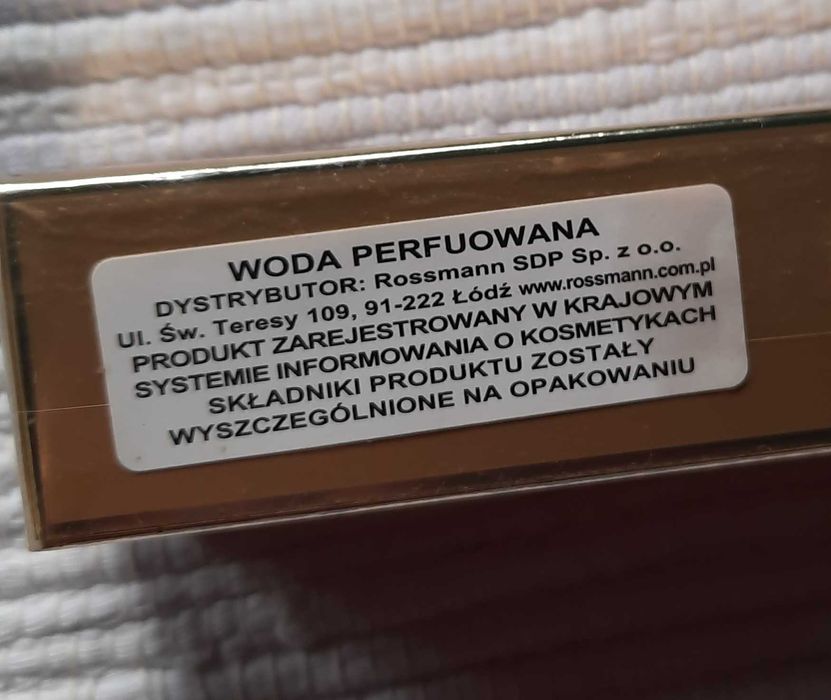 WODA PERFUOWANA
DYSTRYBUTOR: Rossmann SDP Sp. z o.o.
Ul. Św. Teresy 109, 91-222 Łódź www.rossmann.com.pl
PRODUKT ZAREJESTROWANY W KRAJOWYM
SYSTEMIE INFORMOWANIA O KOSMETYKACH
SKŁADNIKI PRODUKTU ZOSTAŁY
WYSZCZEGÓLNIONE NA OPAKOWANIU